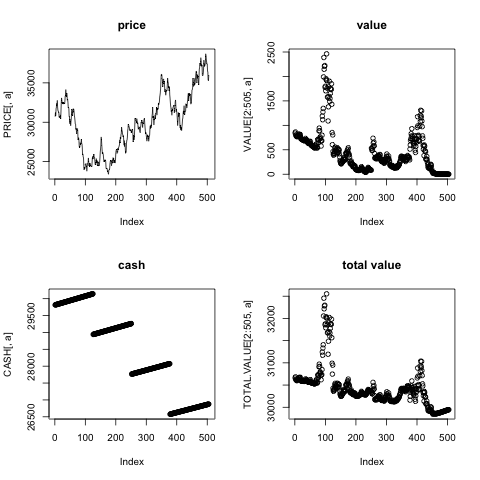 price
PRICE[, a]
25000 30000 35000
0 100 200 300 400 500
Index
value
VALUE[2:505, a]
0 500 1500 2500
0 100 200 300 400 500
Index
cash
CASH[, a]
26500 28000 29500
0 100 200 300 400 500
Index
total value
TOTAL.VALUE[2:505, a]
30000 31000 32000
0 100 200 300 400 500
Index